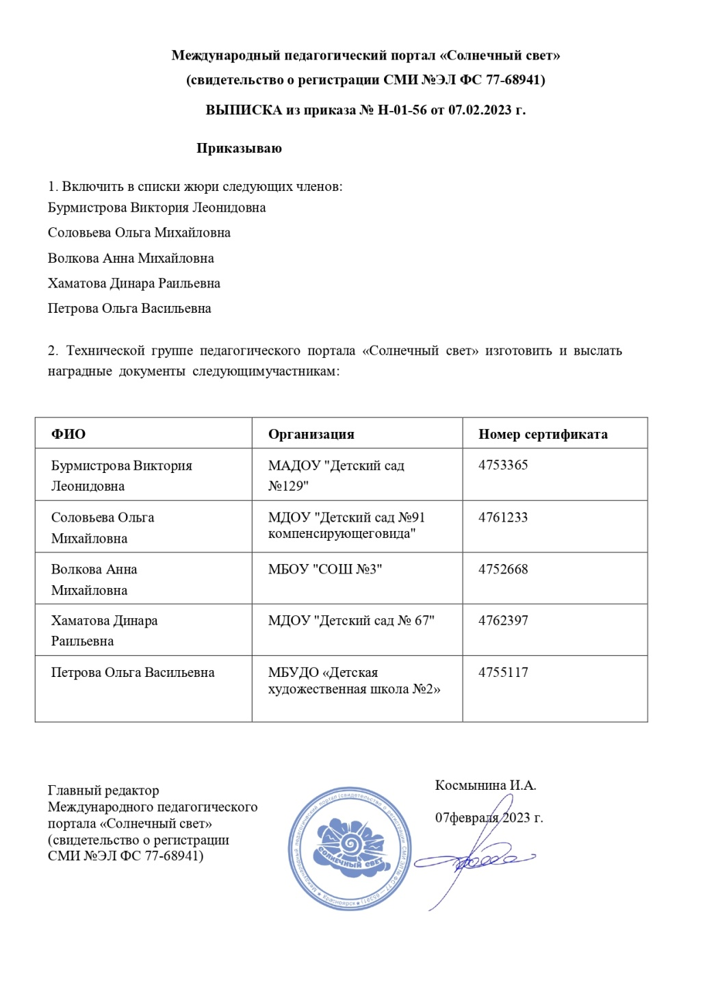 Международный педагогический портал «Солнечный свет»
(свидетельство о регистрации СМИ №ЭЛ ФС 77-68941)
ВЫПИСКА из приказа № Н-01-56 от 07.02.2023 г.
Приказываю
1. Включить в списки жюри следующих членов:
Бурмистрова Виктория Леонидовна
Соловьева Ольга Михайловна
Волкова Анна Михайловна
Хаматова Динара Раильевна
Петрова Ольга Васильевна
2. Технической группе педагогического портала «Солнечный свет» изготовить и выслать
наградные документы следующимучастникам:
ФИО Организация Номер сертификата
Бурмистрова Виктория МАДОУ "Детский сад 4753365
Леонидовна №129"
Соловьева Ольга МДОУ "Детский сад №91 4761233
Михайловна компенсирующеговида"
Волкова Анна МБОУ "СОШ №3" 4752668
Михайловна
Хаматова Динара МДОУ "Детский сад № 67" 4762397
Раильевна
Петрова Ольга Васильевна МБУДО «Детская 4755117
художественная школа №2»
Главный редактор
Международного педагогического
портала «Солнечный свет»
(свидетельство о регистрации
СМИ №ЭЛ ФС 77-68941)
Международный педагогический портал (свидетельство о регистрации СМИ ЭЛ № ФС 77 — 65391) ★ Красноярск ★
СОЛНЕЧНЫЙ СВЕТ
Космынина И.А.
07февраля 2023 г.